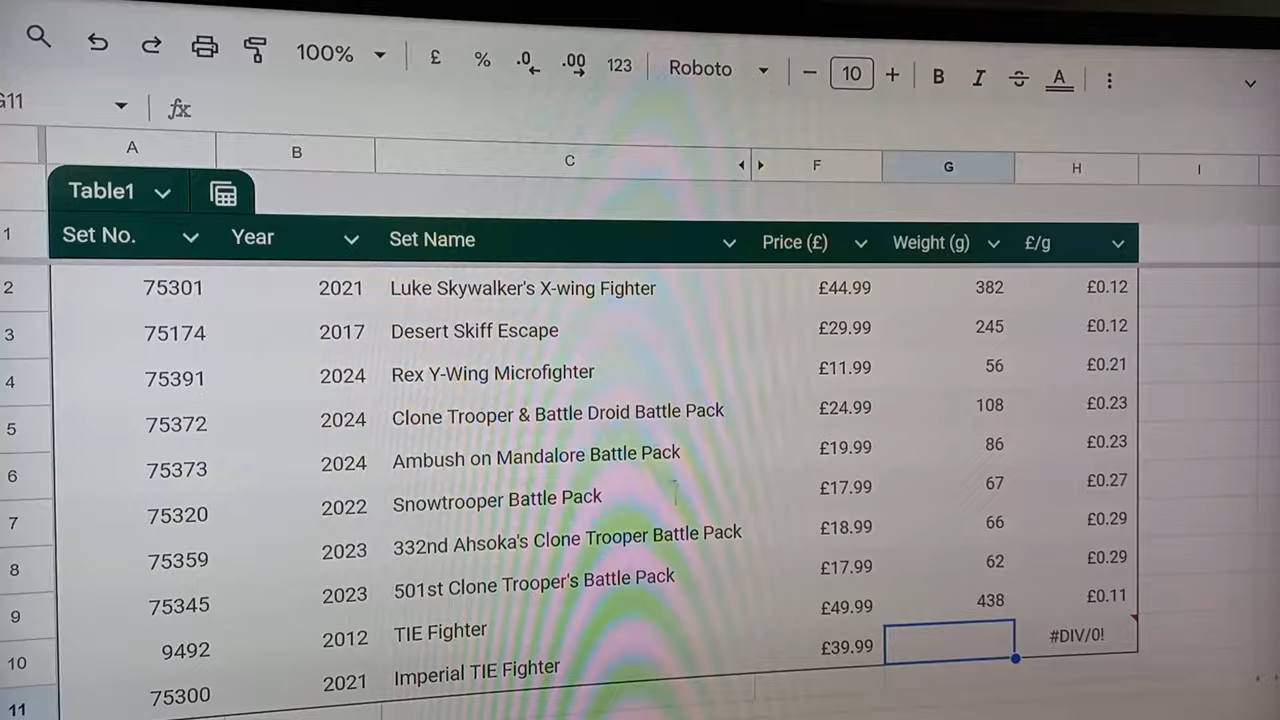 100% £ % .0 .00 123 Roboto 10 B I S A
G11 fx
A B C F G H I
Table1
1 Set No. Year Set Name Price (£) Weight (g) £/g
2 75301 2021 Luke Skywalker's X-wing Fighter £44.99 382 £0.12
3 75174 2017 Desert Skiff Escape £29.99 245 £0.12
4 75391 2024 Rex Y-Wing Microfighter £11.99 56 £0.21
5 75372 2024 Clone Trooper & Battle Droid Battle Pack £24.99 108 £0.23
6 75373 2024 Ambush on Mandalore Battle Pack £19.99 86 £0.23
7 75320 2022 Snowtrooper Battle Pack £17.99 67 £0.27
8 75359 2023 332nd Ahsoka's Clone Trooper Battle Pack £18.99 66 £0.29
9 75345 2023 501st Clone Trooper's Battle Pack £17.99 62 £0.29
10 9492 2012 TIE Fighter £49.99 438 £0.11
11 75300 2021 Imperial TIE Fighter £39.99 #DIV/0!